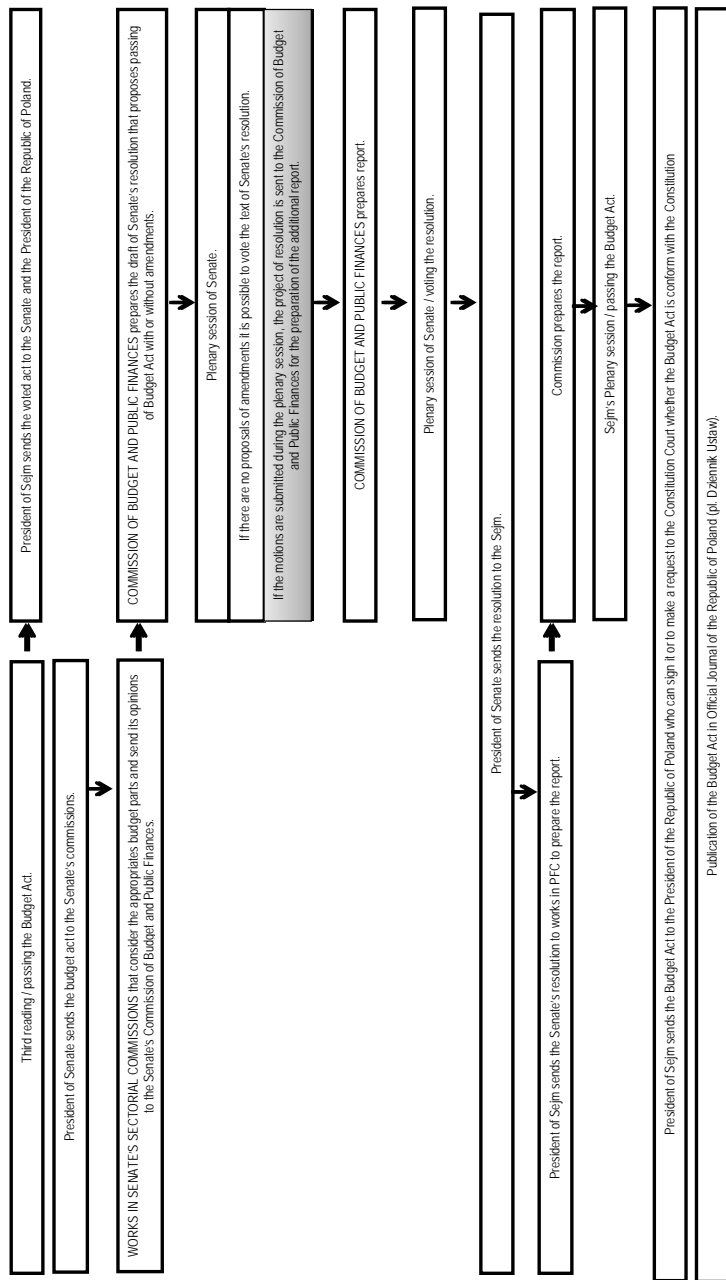 Third reading / passing the Budget Act.
President of Sejm sends the voted act to the Senate and the President of the Republic of Poland.
President of Senate sends the budget act to the Senate's commissions.
WORKS IN SENATE'S SECTORIAL COMMISSIONS that consider the appropriates budget parts and send its opinions
to the Senate's Commission of Budget and Public Finances.
COMMISSION OF BUDGET AND PUBLIC FINANCES prepares the draft of Senate's resolution that proposes passing
of Budget Act with or without amendments.
Plenary session of Senate.
If there are no proposals of amendments it is possible to vote the text of Senate's resolution.
If the motions are submitted during the plenary session, the project of resolution is sent to the Commission of Budget
and Public Finances for the preparation of the additional report.
COMMISSION OF BUDGET AND PUBLIC FINANCES prepares report.
Plenary session of Senate / voting the resolution.
President of Senate sends the resolution to the Sejm.
President of Sejm sends the Senate's resolution to works in PFC to prepare the report.
Commission prepares the report.
Sejm's Plenary session / passing the Budget Act.
President of Sejm sends the Budget Act to the President of the Republic of Poland who can sign it or to make a request to the Constitution Court whether the Budget Act is conform with the Constitution
Publication of the Budget Act in Official Journal of the Republic of Poland (pl. Dziennik Ustaw).